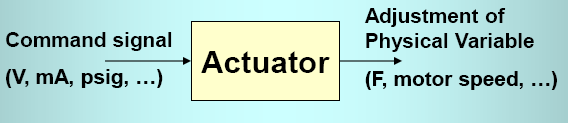 Command signal
(V, mA, psig, …)
Actuator
Adjustment of
Physical Variable
(F, motor speed, …)